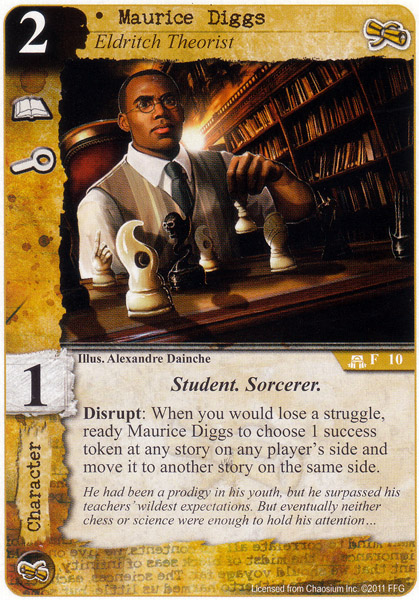 2
• Maurice Diggs
Eldritch Theorist
Illus. Alexandre Dainche
F 10
1
Character
Student. Sorcerer.
Disrupt: When you would lose a struggle,
ready Maurice Diggs to choose 1 success
token at any story on any player's side and
move it to another story on the same side.
He had been a prodigy in his youth, but he surpassed his
teachers' wildest expectations. But eventually neither
chess or science were enough to hold his attention…
Licensed from Chaosium Inc. ©2011 FFG